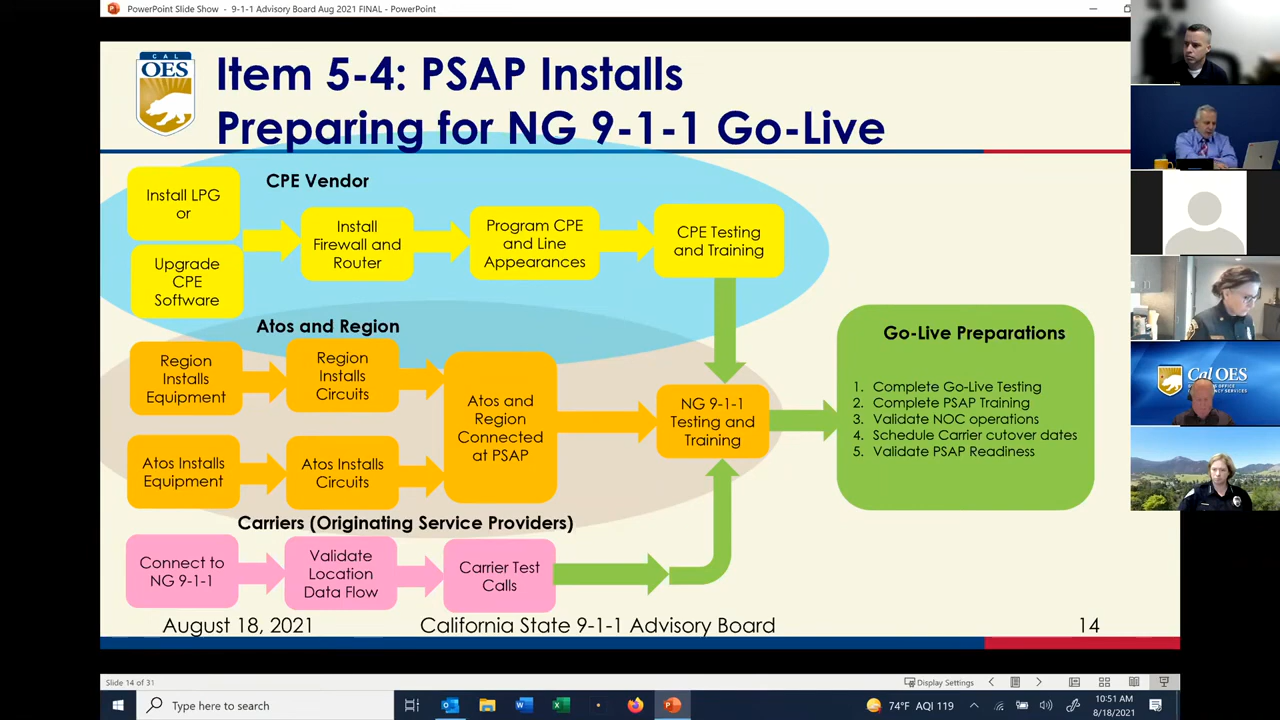 PowerPoint Slide Show - 9-1-1 Advisory Board Aug 2021 FINAL - PowerPoint
CAL
OES
Item 5-4: PSAP Installs
Preparing for NG 9-1-1 Go-Live
CPE Vendor
Install LPG
or
Upgrade
CPE
Software
Install
Firewall and
Router
Program CPE
and Line
Appearances
CPE Testing
and Training
Atos and Region
Region
Installs
Equipment
Region
Installs
Circuits
Atos Installs
Equipment
Atos Installs
Circuits
Atos and
Region
Connected
at PSAP
NG 9-1-1
Testing and
Training
Go-Live Preparations
1. Complete Go-Live Testing
2. Complete PSAP Training
3. Validate NOC operations
4. Schedule Carrier cutover dates
5. Validate PSAP Readiness
Carriers (Originating Service Providers)
Connect to
NG 9-1-1
Validate
Location
Data Flow
Carrier Test
Calls
August 18, 2021
California State 9-1-1 Advisory Board
14
Cal OES
Slide 14 of 31
Display Settings
Type here to search
74°F AQI 119
10:51 AM
8/18/2021